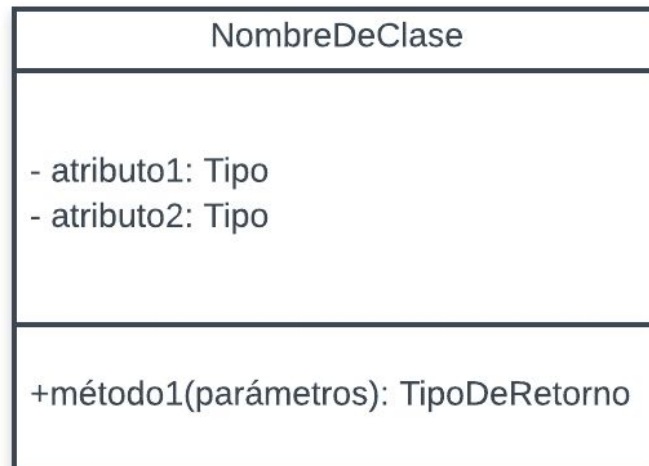 NombreDeClase
- atributo1: Tipo
- atributo2: Tipo
+método1(parámetros): TipoDeRetorno